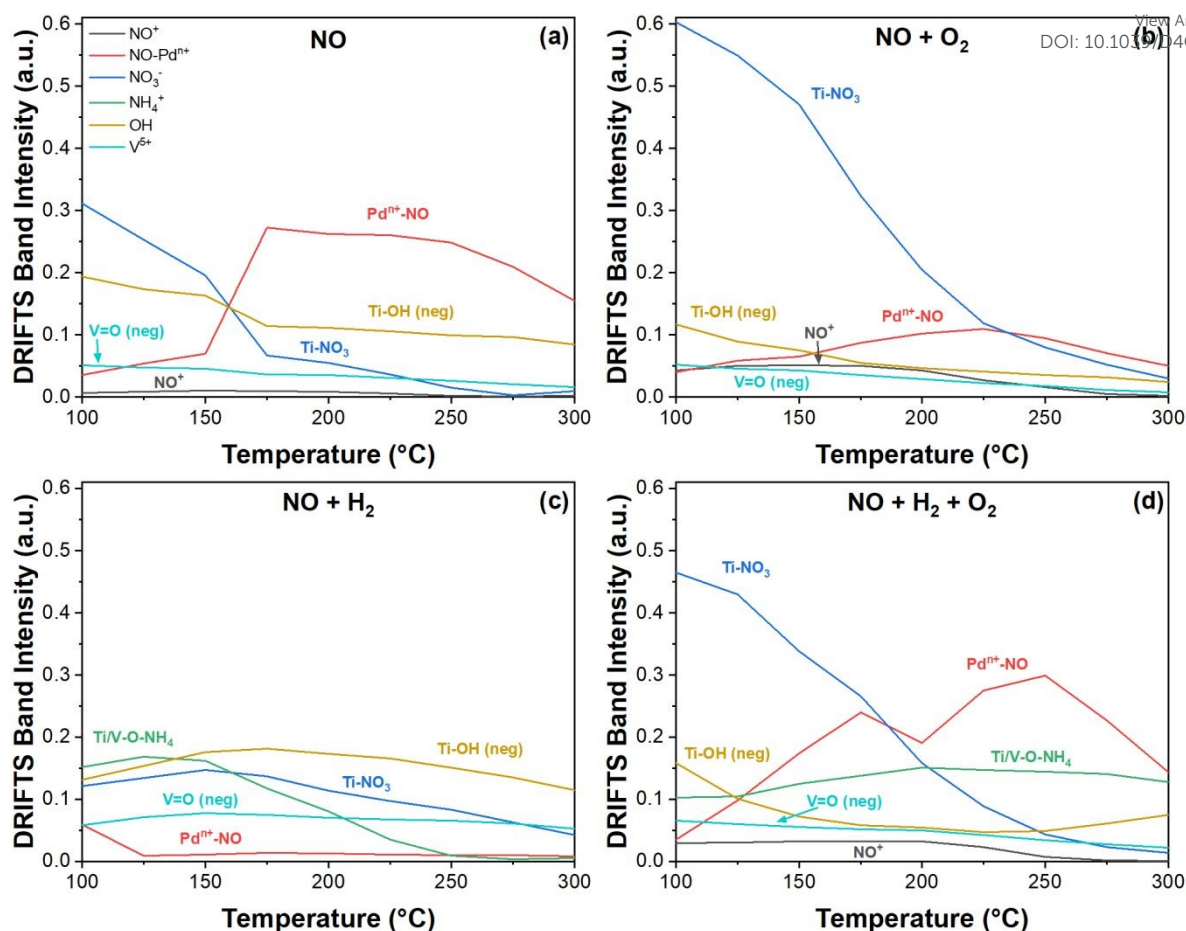 View A
DOI: 10.1039/D4
(a)
NO
NO⁺
NO-Pdⁿ⁺
NO₃⁻
NH₄⁺
OH
V⁵⁺
Pdⁿ⁺-NO
Ti-OH (neg)
V=O (neg)
Ti-NO₃
NO⁺
DRIFTS Band Intensity (a.u.)
0.6
0.5
0.4
0.3
0.2
0.1
0.0
100 150 200 250 300
Temperature (°C)
(b)
NO + O₂
Ti-NO₃
Ti-OH (neg)
Pdⁿ⁺-NO
NO⁺
V=O (neg)
DRIFTS Band Intensity (a.u.)
0.6
0.5
0.4
0.3
0.2
0.1
0.0
100 150 200 250 300
Temperature (°C)
(c)
NO + H₂
Ti/V-O-NH₄
Ti-OH (neg)
Ti-NO₃
V=O (neg)
Pdⁿ⁺-NO
DRIFTS Band Intensity (a.u.)
0.6
0.5
0.4
0.3
0.2
0.1
0.0
100 150 200 250 300
Temperature (°C)
(d)
NO + H₂ + O₂
Ti-NO₃
Pdⁿ⁺-NO
Ti-OH (neg)
Ti/V-O-NH₄
V=O (neg)
NO⁺
DRIFTS Band Intensity (a.u.)
0.6
0.5
0.4
0.3
0.2
0.1
0.0
100 150 200 250 300
Temperature (°C)